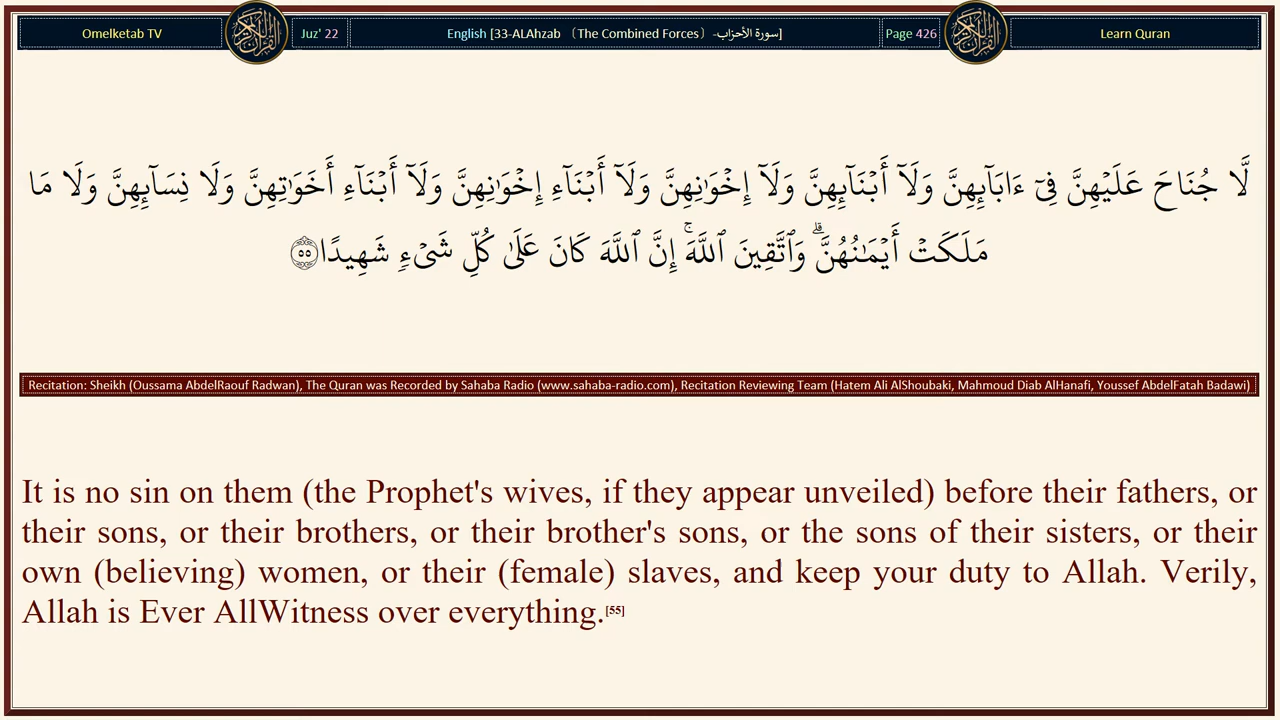 Omelketab TV
Juz' 22
English [33-ALAhzab 〔The Combined Forces〕 -سورة الأحزاب]
Page 426
Learn Quran
لَّا جُنَاحَ عَلَيْهِنَّ فِىٓ ءَابَآئِهِنَّ وَلَآ أَبْنَآئِهِنَّ وَلَآ إِخْوَٰنِهِنَّ وَلَآ أَبْنَآءِ إِخْوَٰنِهِنَّ وَلَآ أَبْنَآءِ أَخَوَٰتِهِنَّ وَلَا نِسَآئِهِنَّ وَلَا مَا
مَلَكَتْ أَيْمَـٰنُهُنَّ ۗ وَٱتَّقِينَ ٱللَّهَ ۚ إِنَّ ٱللَّهَ كَانَ عَلَىٰ كُلِّ شَىْءٍ شَهِيدًا ٥٥
Recitation: Sheikh (Oussama AbdelRaouf Radwan), The Quran was Recorded by Sahaba Radio (www.sahaba-radio.com), Recitation Reviewing Team (Hatem Ali AlShoubaki, Mahmoud Diab AlHanafi, Youssef AbdelFatah Badawi)
It is no sin on them (the Prophet's wives, if they appear unveiled) before their fathers, or
their sons, or their brothers, or their brother's sons, or the sons of their sisters, or their
own (believing) women, or their (female) slaves, and keep your duty to Allah. Verily,
Allah is Ever AllWitness over everything.[55]